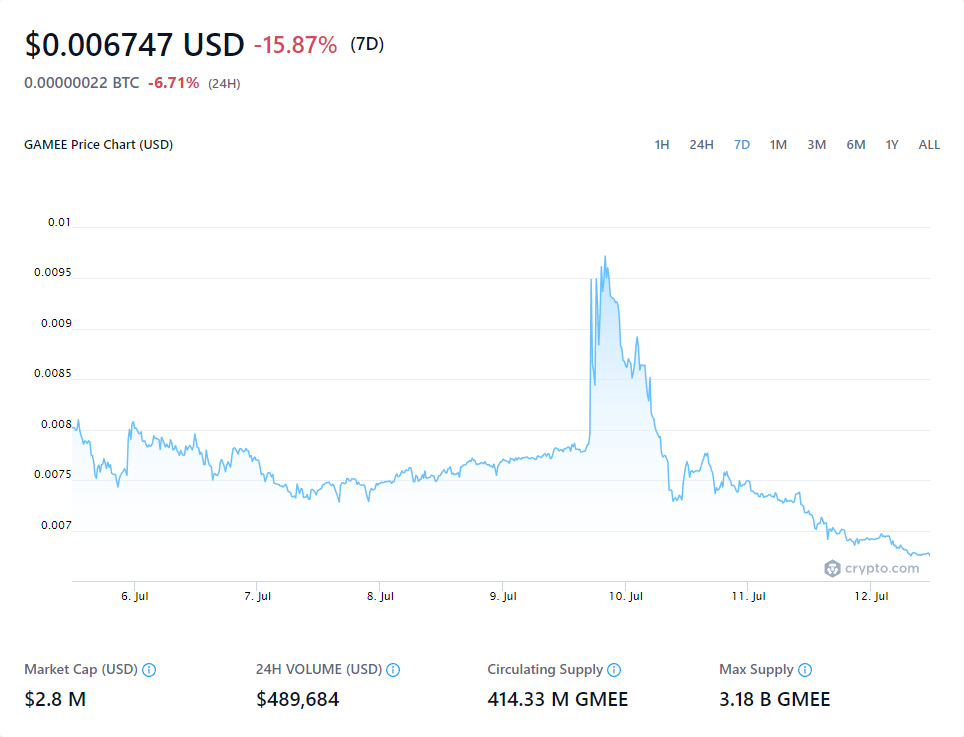 $0.006747 USD -15.87% (7D)
0.00000022 BTC -6.71% (24H)
GAMEE Price Chart (USD) 1H 24H 7D 1M 3M 6M 1Y ALL
0.01
0.0095
0.009
0.0085
0.008
0.0075
0.007
crypto.com
6. Jul 7. Jul 8. Jul 9. Jul 10. Jul 11. Jul 12. Jul
Market Cap (USD) 24H VOLUME (USD) Circulating Supply Max Supply
$2.8 M $489,684 414.33 M GMEE 3.18 B GMEE